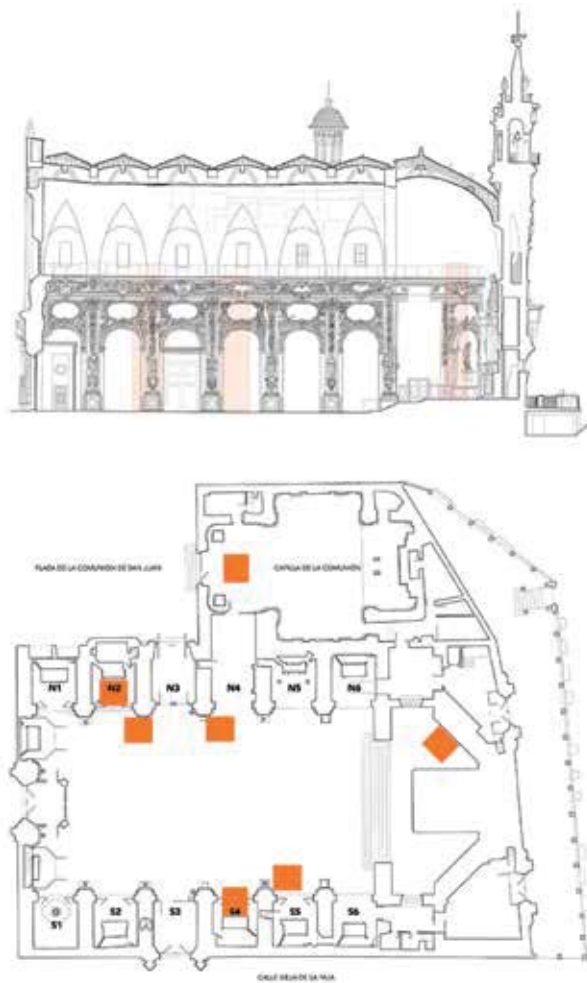 PLAZA DE LA COMUNIÓN DE SAN JUAN
CAPILLA DE LA COMUNIÓN
N1 N2 N3 N4 N5 N6
S1 S2 S3 S4 S5 S6
CALLE VIEJA DE LA PAJA